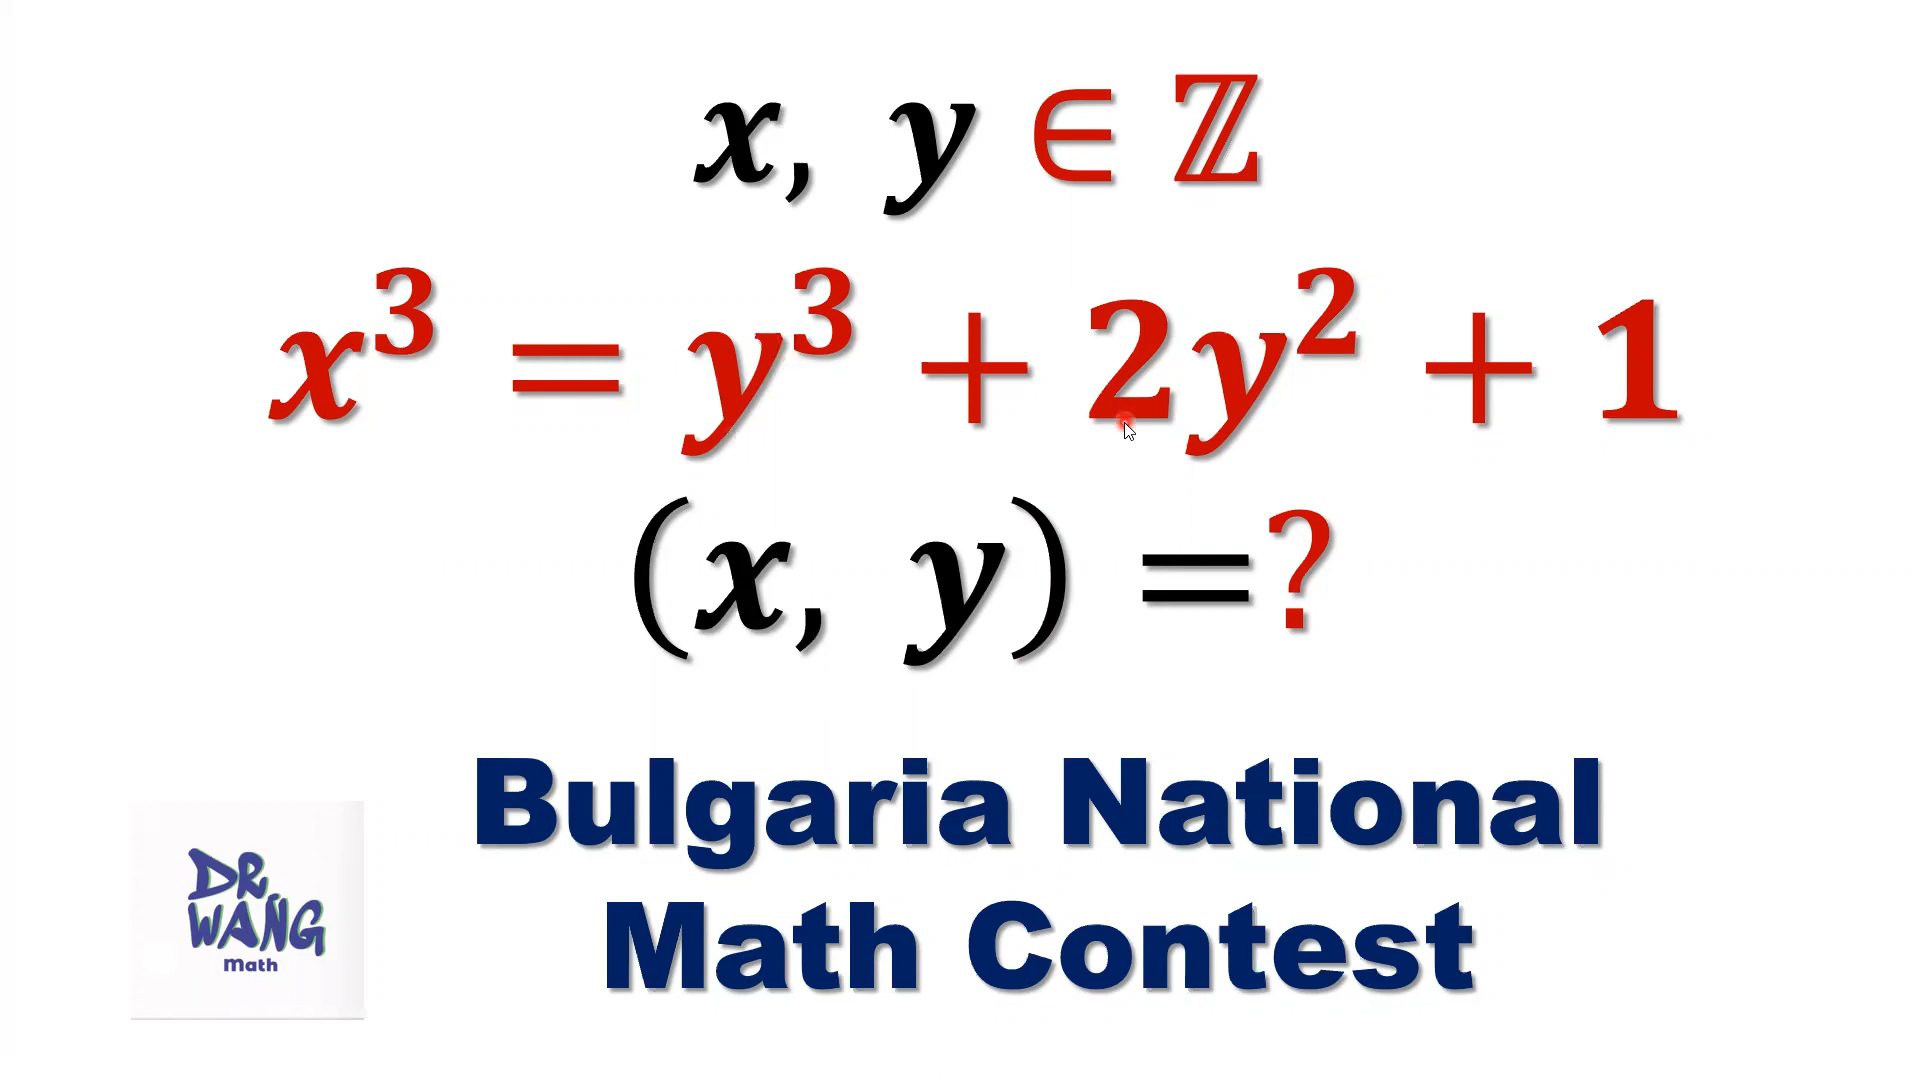 x, y ∈ ℤ
x³ = y³ + 2y² + 1
(x, y) =?
Bulgaria National
Math Contest
DR
WANG
Math